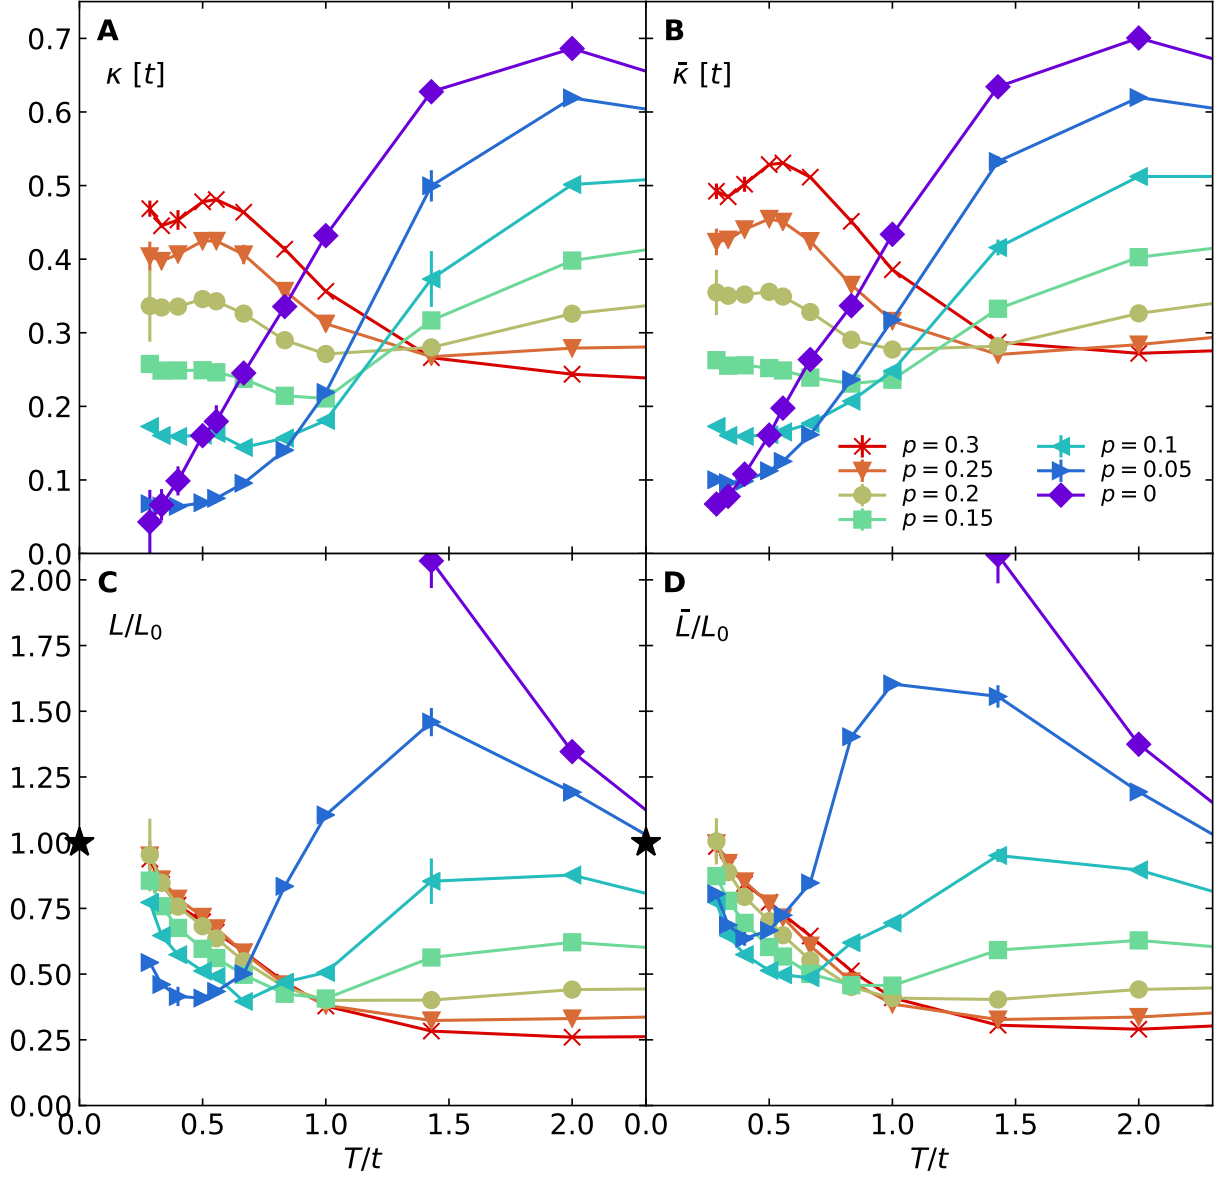 A
κ [t]
0.7
0.6
0.5
0.4
0.3
0.2
0.1
0.0
B
κ̄ [t]
p = 0.3
p = 0.25
p = 0.2
p = 0.15
p = 0.1
p = 0.05
p = 0
C
L/L₀
2.00
1.75
1.50
1.25
1.00
0.75
0.50
0.25
0.00
D
L̄/L₀
0.0 0.5 1.0 1.5 2.0
T/t
0.0 0.5 1.0 1.5 2.0
T/t